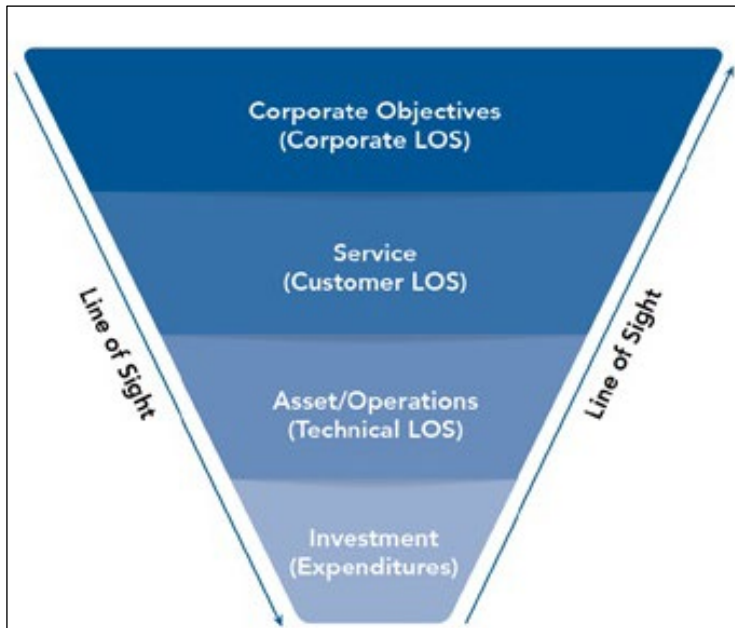 Corporate Objectives
(Corporate LOS)
Service
(Customer LOS)
Line of Sight
Line of Sight
Asset/Operations
(Technical LOS)
Investment
(Expenditures)